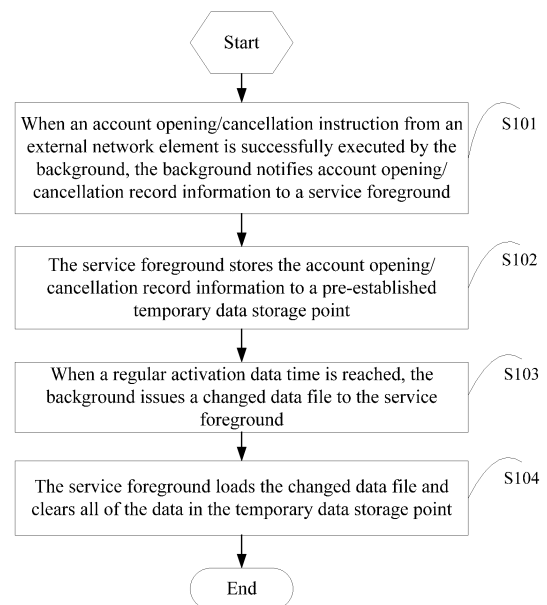 Start
When an account opening/cancellation instruction from an
external network element is successfully executed by the
background, the background notifies account opening/
cancellation record information to a service foreground
S101
The service foreground stores the account opening/
cancellation record information to a pre-established
temporary data storage point
S102
When a regular activation data time is reached, the
background issues a changed data file to the service
foreground
S103
The service foreground loads the changed data file and
clears all of the data in the temporary data storage point
S104
End